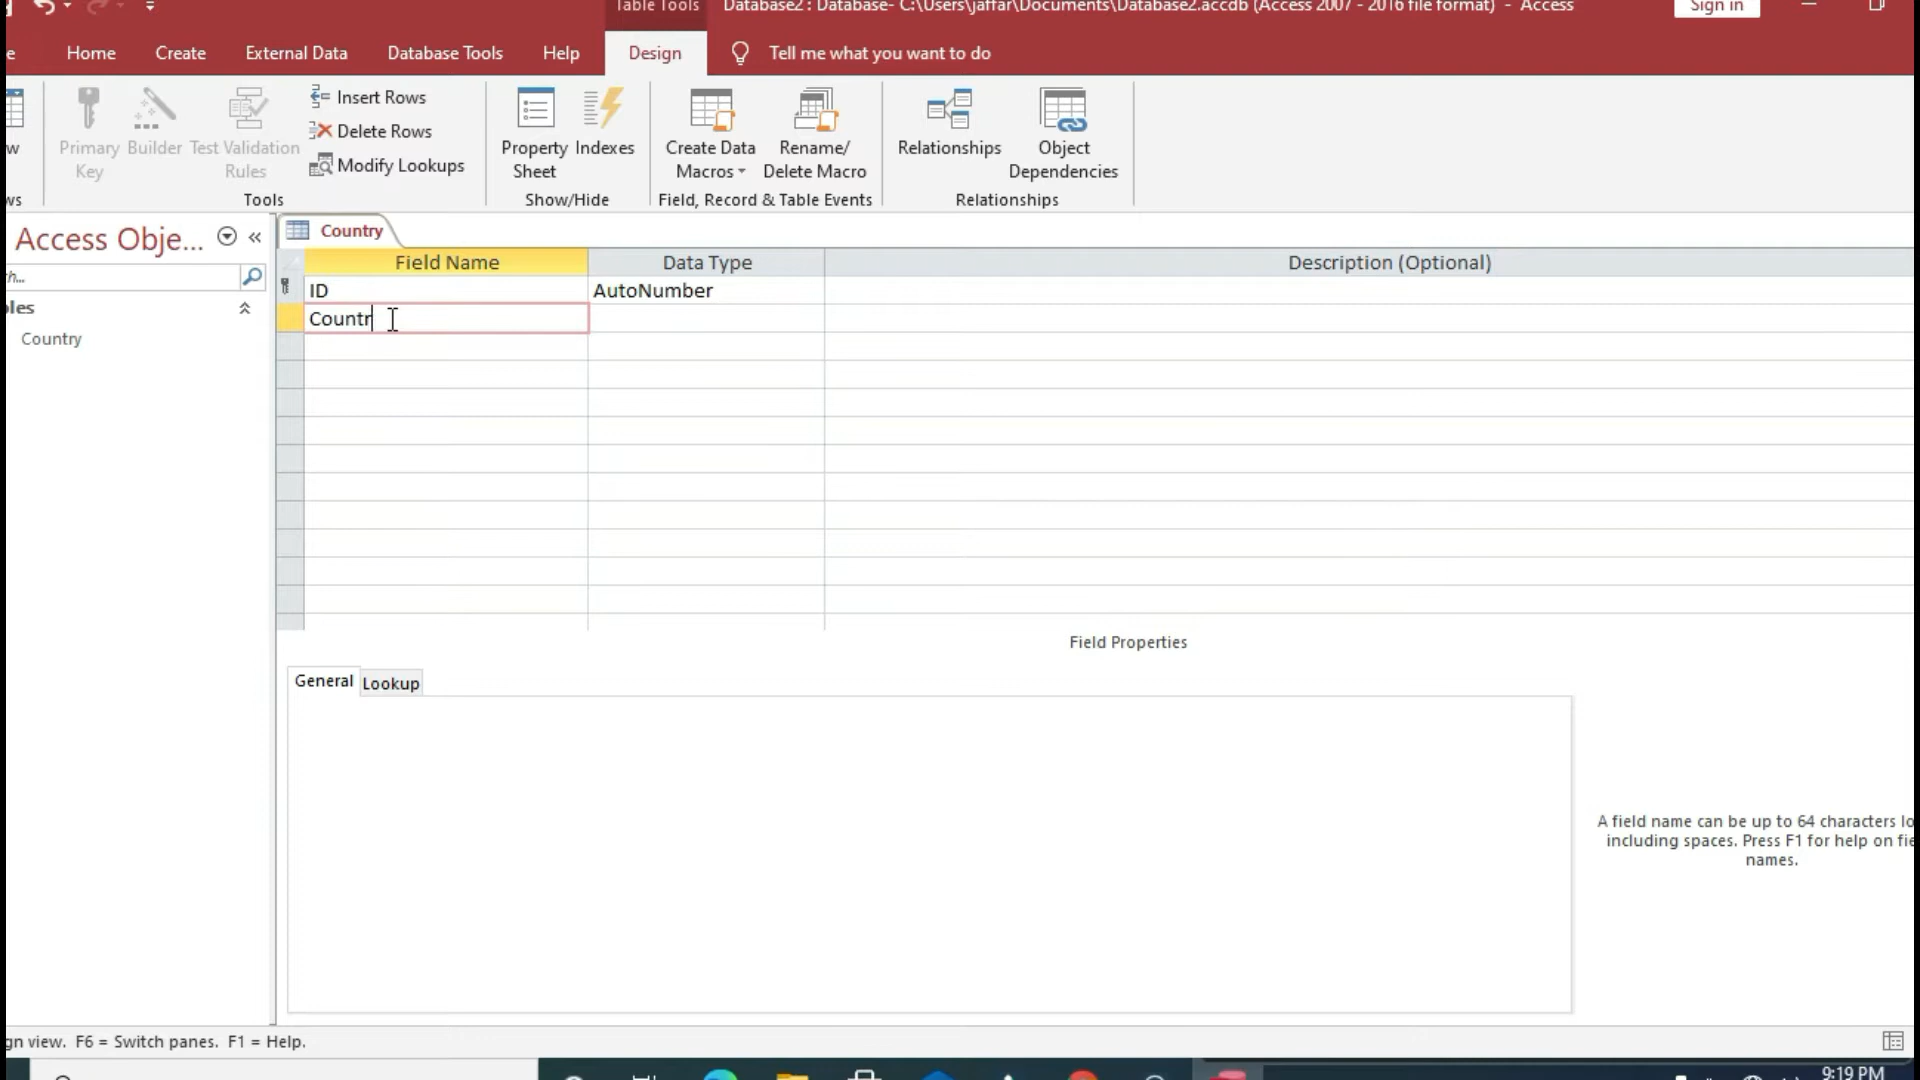 Table Tools
Database2 : Database- C:\Users\jaffar\Documents\Database2.accdb (Access 2007 - 2016 file format) - Access
Sign in
Home
Create
External Data
Database Tools
Help
Design
Tell me what you want to do
Primary Key
Builder
Test Validation Rules
Insert Rows
Delete Rows
Modify Lookups
Tools
Property Sheet
Indexes
Show/Hide
Create Data Macros
Rename/ Delete Macro
Field, Record & Table Events
Relationships
Object Dependencies
Relationships
Access Obje...
Country
Country
Field Name
Data Type
Description (Optional)
ID
AutoNumber
Countr
Field Properties
General
Lookup
A field name can be up to 64 characters
including spaces. Press F1 for help on
names.
view. F6 = Switch panes. F1 = Help.
9:19 PM